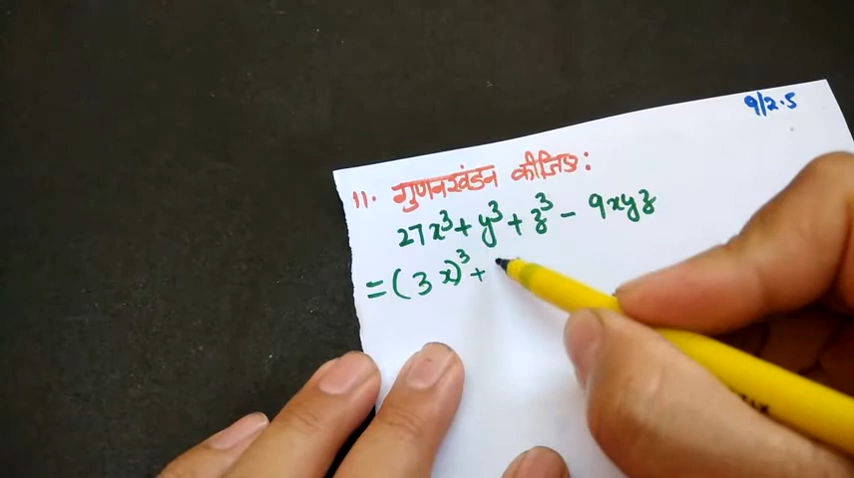 9/2.5
11. गुणनखंडन कीजिए:
27x³ + y³ + z³ - 9xyz
= (3x)³ +